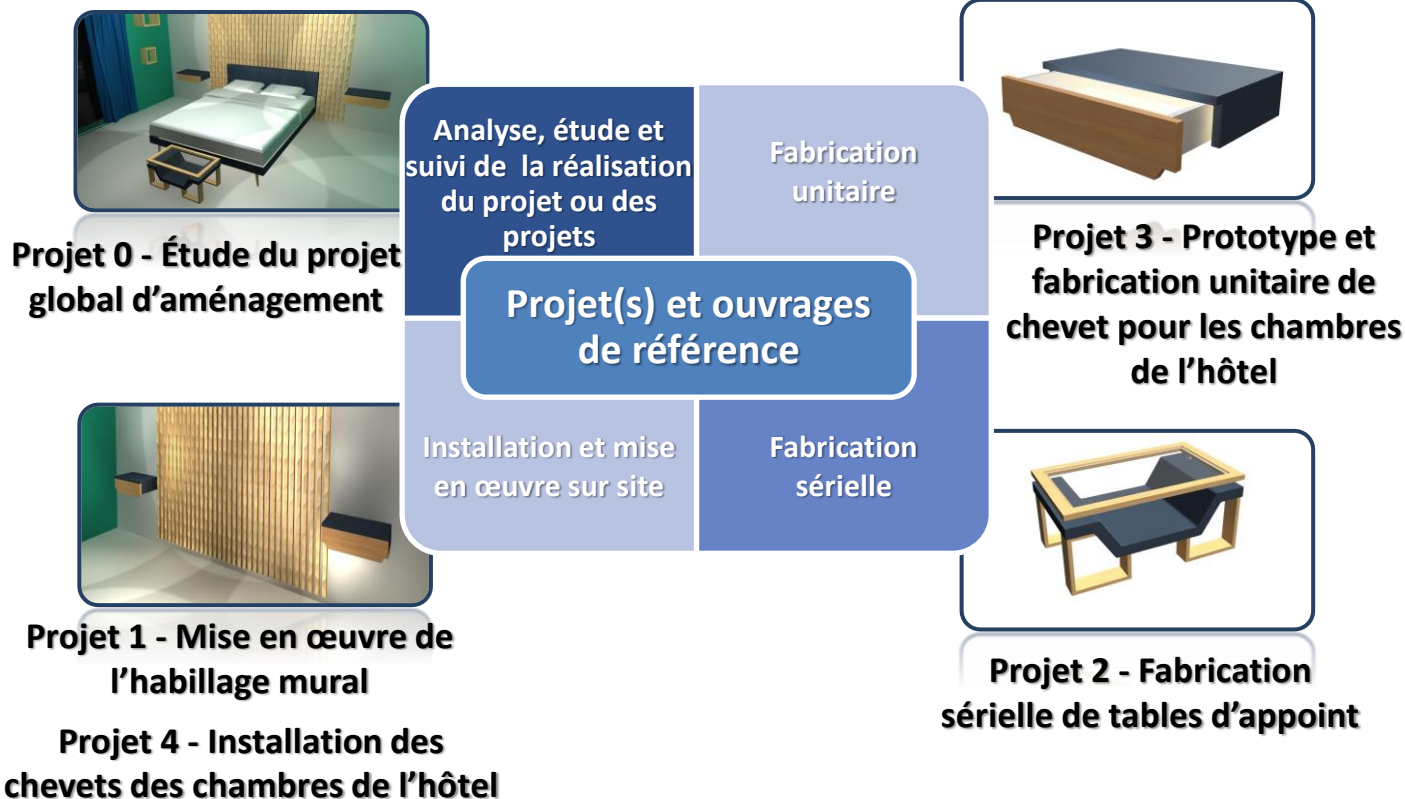 Analyse, étude et
suivi de la réalisation
du projet ou des
projets
Fabrication
unitaire
Projet(s) et ouvrages
de référence
Installation et mise
en œuvre sur site
Fabrication
sérielle
Projet 0 - Étude du projet
global d'aménagement
Projet 3 - Prototype et
fabrication unitaire de
chevet pour les chambres
de l'hôtel
Projet 1 - Mise en œuvre de
l'habillage mural
Projet 4 - Installation des
chevets des chambres de l'hôtel
Projet 2 - Fabrication
sérielle de tables d'appoint